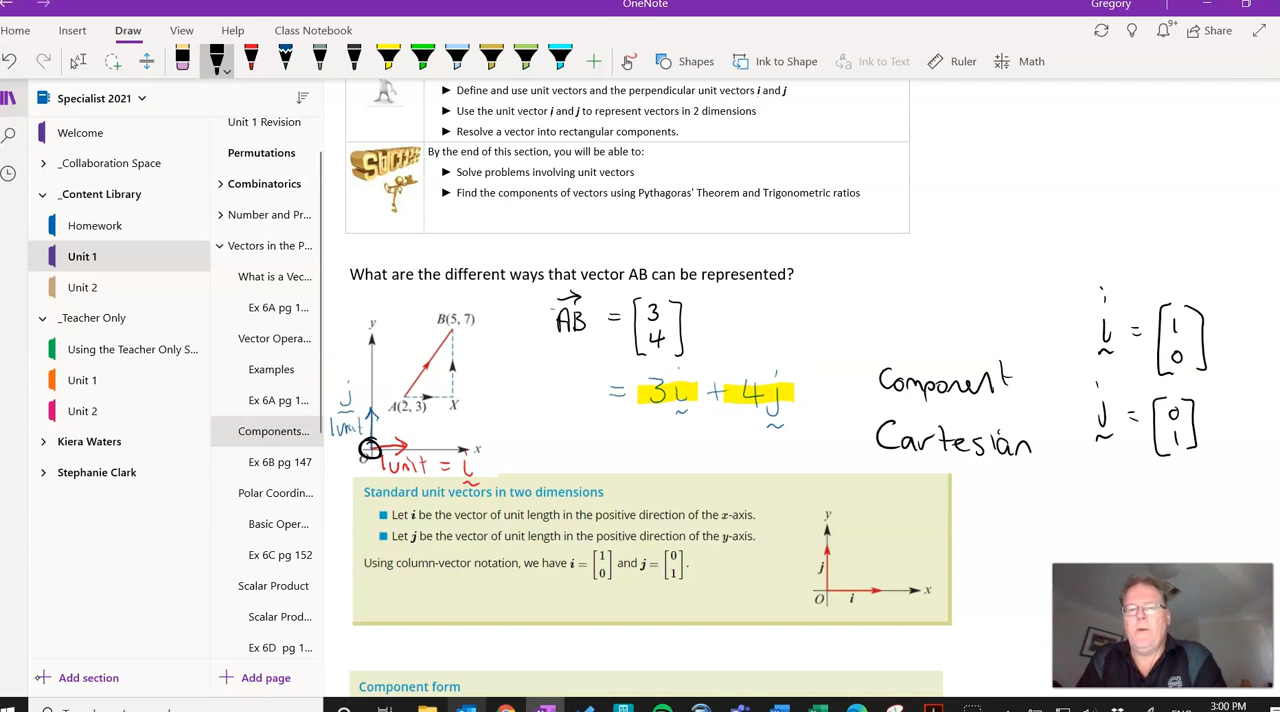 OneNote
Gregory
Home Insert Draw View Help Class Notebook
9+
Share
Shapes Ink to Shape Ink to Text Ruler Math
Specialist 2021
Welcome
_Collaboration Space
_Content Library
Homework
Unit 1
Unit 2
_Teacher Only
Using the Teacher Only S...
Unit 1
Unit 2
Kiera Waters
Stephanie Clark
Add section
Unit 1 Revision
Permutations
Combinatorics
Number and Pr...
Vectors in the P...
What is a Vec...
Ex 6A pg 1...
Vector Opera...
Examples
Ex 6A pg 1...
Components...
Ex 6B pg 147
Polar Coordin...
Basic Oper...
Ex 6C pg 152
Scalar Product
Scalar Prod...
Ex 6D pg 1...
Add page
► Define and use unit vectors and the perpendicular unit vectors i and j
► Use the unit vector i and j to represent vectors in 2 dimensions
► Resolve a vector into rectangular components.
SUCCESS
By the end of this section, you will be able to:
► Solve problems involving unit vectors
► Find the components of vectors using Pythagoras' Theorem and Trigonometric ratios
What are the different ways that vector AB can be represented?
y
B(5, 7)
A(2, 3) X
j
1unit
O
x
1unit = i
AB = [3
4]
= 3i + 4j
Component
Cartesian
i = [1
0]
j = [0
1]
Standard unit vectors in two dimensions
■ Let i be the vector of unit length in the positive direction of the x-axis.
■ Let j be the vector of unit length in the positive direction of the y-axis.
Using column-vector notation, we have i = [1
0] and j = [0
1].
y
j
O i x
Component form
ENG
3:00 PM